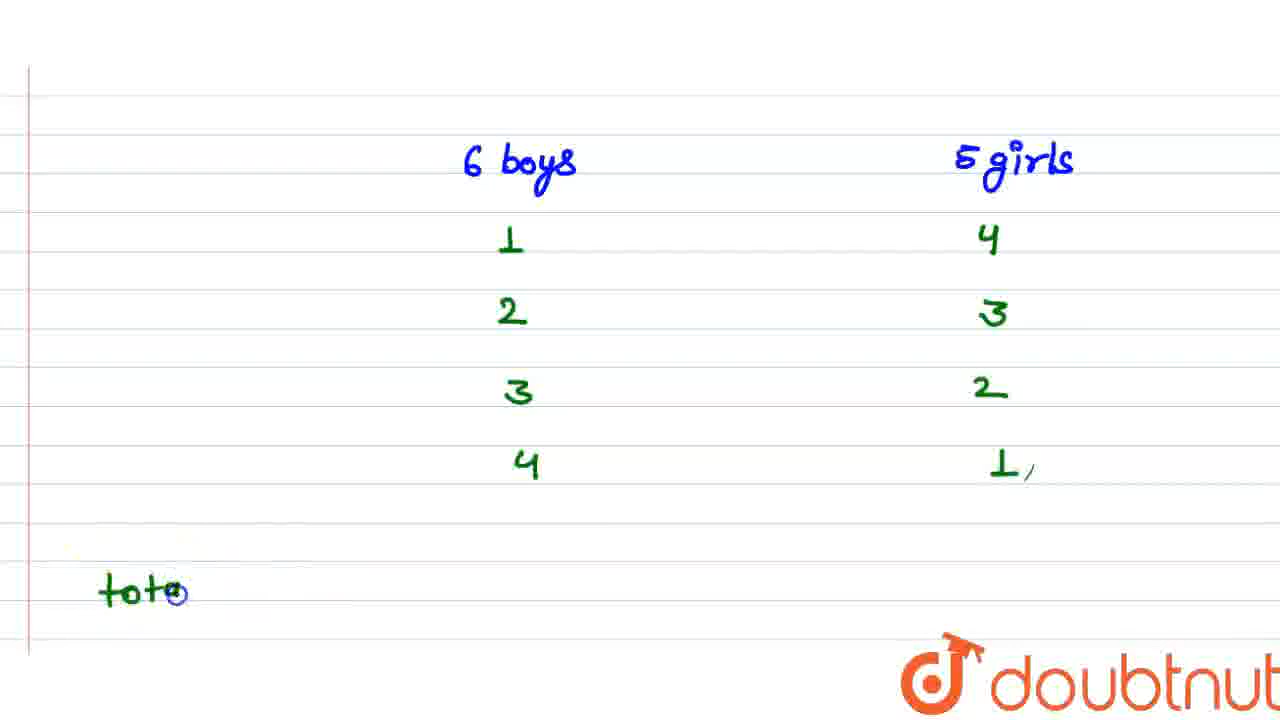 6 boys 5 girls
1 4
2 3
3 2
4 1,
tota
doubtnut